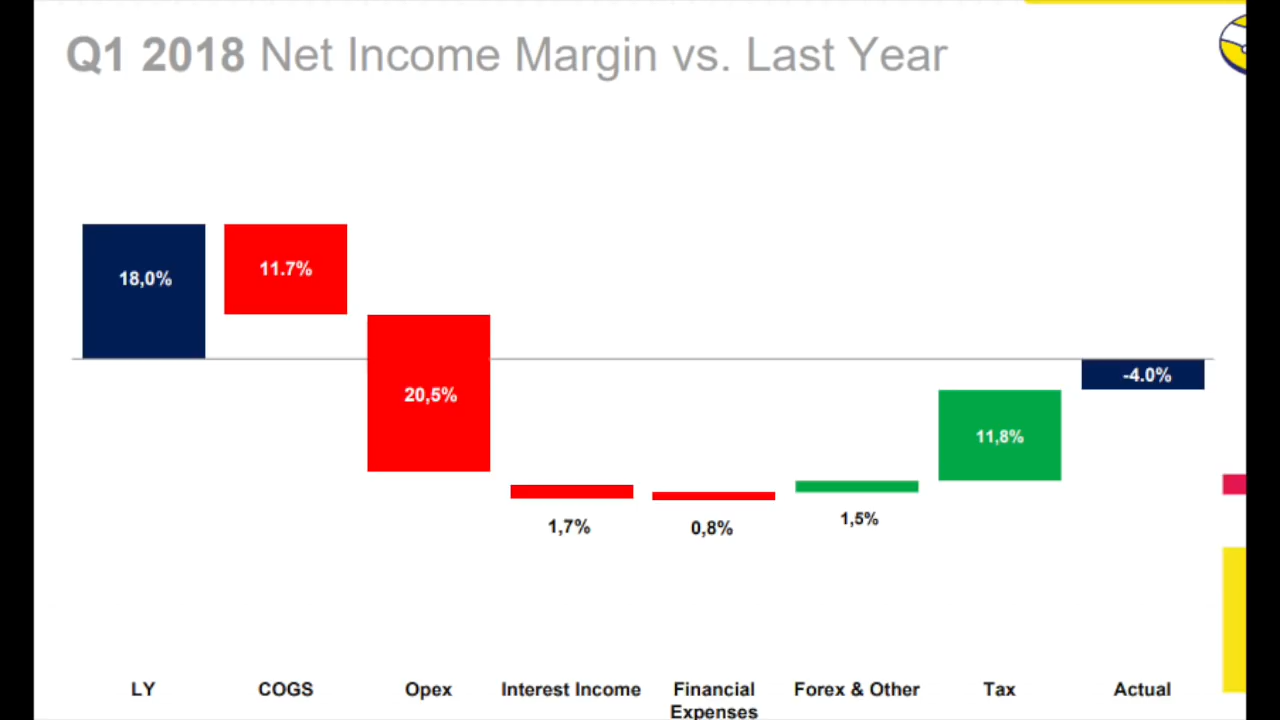 Q1 2018 Net Income Margin vs. Last Year
18,0%
11.7%
20,5%
1,7%
0,8%
1,5%
11,8%
-4.0%
LY
COGS
Opex
Interest Income
Financial
Expenses
Forex & Other
Tax
Actual